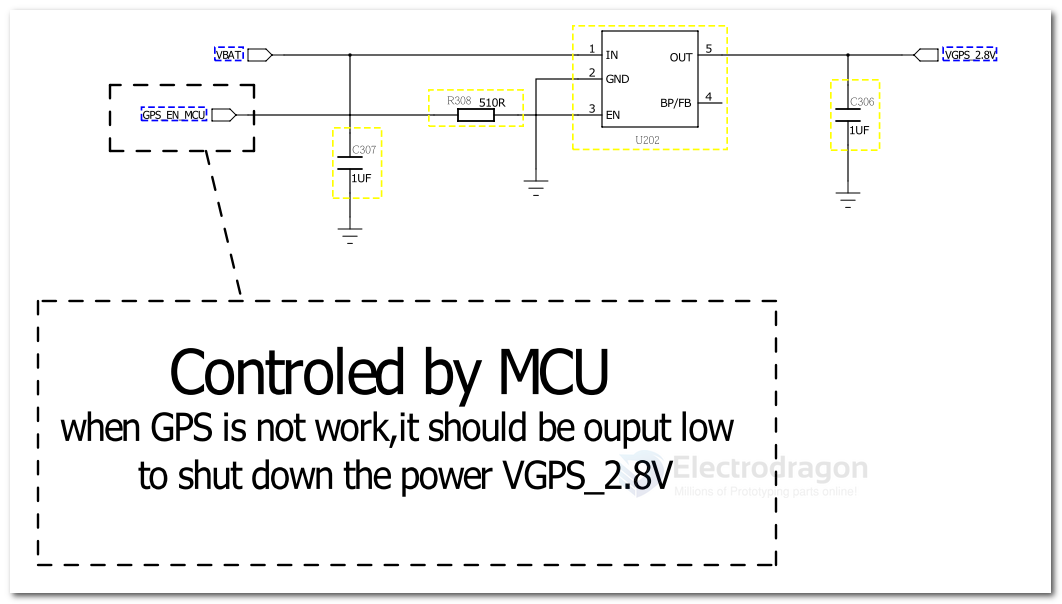 VBAT
GPS_EN_MCU
R308 510R
1 IN
2 GND
3 EN
OUT 5
BP/FB 4
U202
VGPS_2.8V
C307
1UF
C306
1UF
Controled by MCU
when GPS is not work,it should be ouput low
to shut down the power VGPS_2.8V
Electrodragon
Millions of Prototyping parts online!